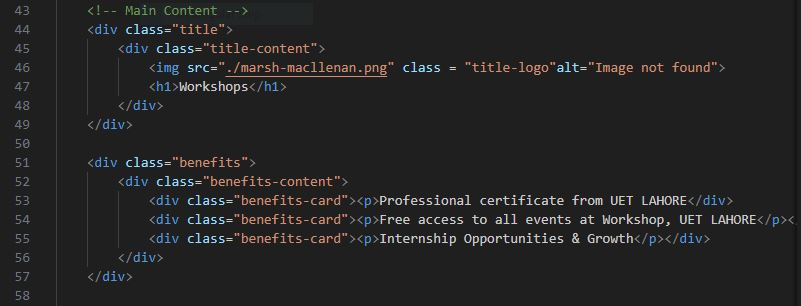 43 <!-- Main Content -->
44 <div class="title">
45 <div class="title-content">
46 <img src="./marsh-macllenan.png" class = "title-logo"alt="Image not found">
47 <h1>Workshops</h1>
48 </div>
49 </div>
50
51 <div class="benefits">
52 <div class="benefits-content">
53 <div class="benefits-card"><p>Professional certificate from UET LAHORE</div>
54 <div class="benefits-card"><p>Free access to all events at Workshop, UET LAHORE</p><
55 <div class="benefits-card"><p>Internship Opportunities & Growth</p></div>
56 </div>
57 </div>
58